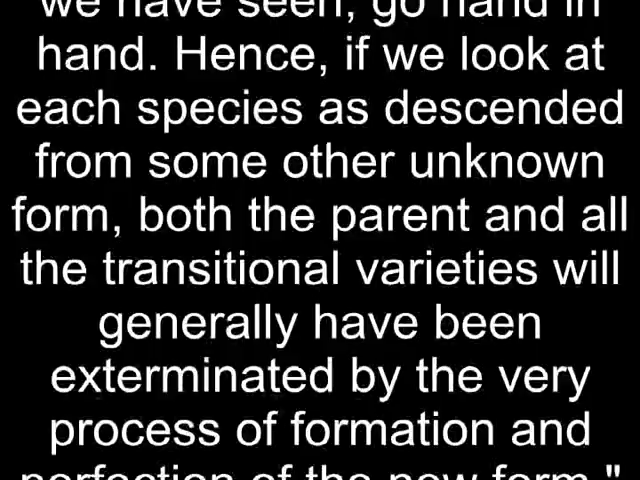 we have seen, go hand in
hand. Hence, if we look at
each species as descended
from some other unknown
form, both the parent and all
the transitional varieties will
generally have been
exterminated by the very
process of formation and
perfection of the new form."